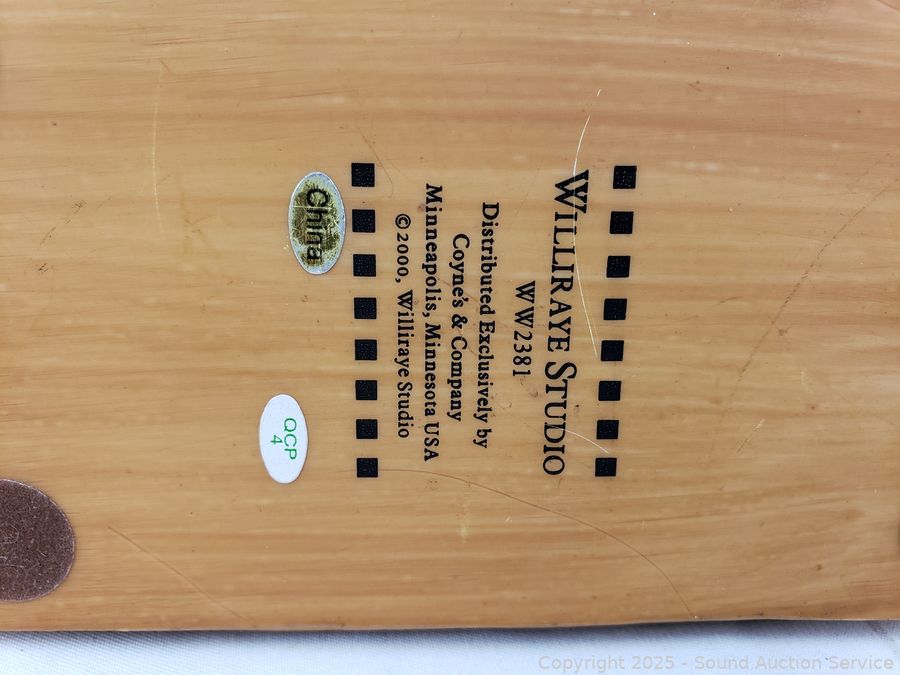 WILLIRAYE STUDIO
WW2381
Distributed Exclusively by
Coyne's & Company
Minneapolis, Minnesota USA
©2000, Williraye Studio
China
QCP
4
Copyright 2025 - Sound Auction Service